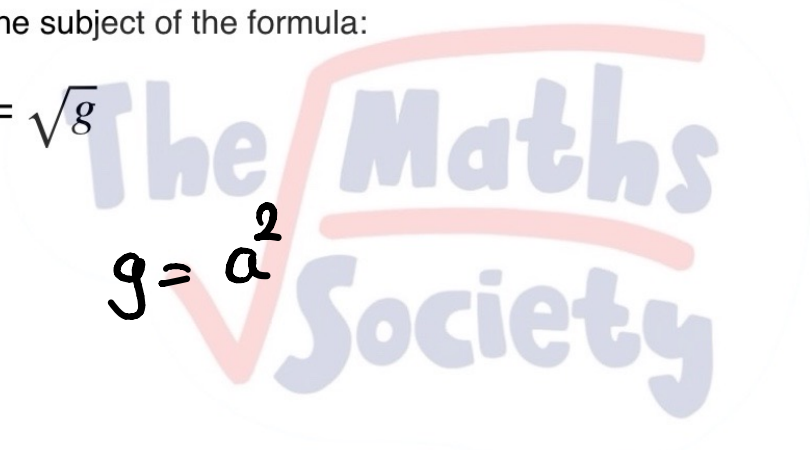 he subject of the formula:
= √g
The Maths
Society
g = a²